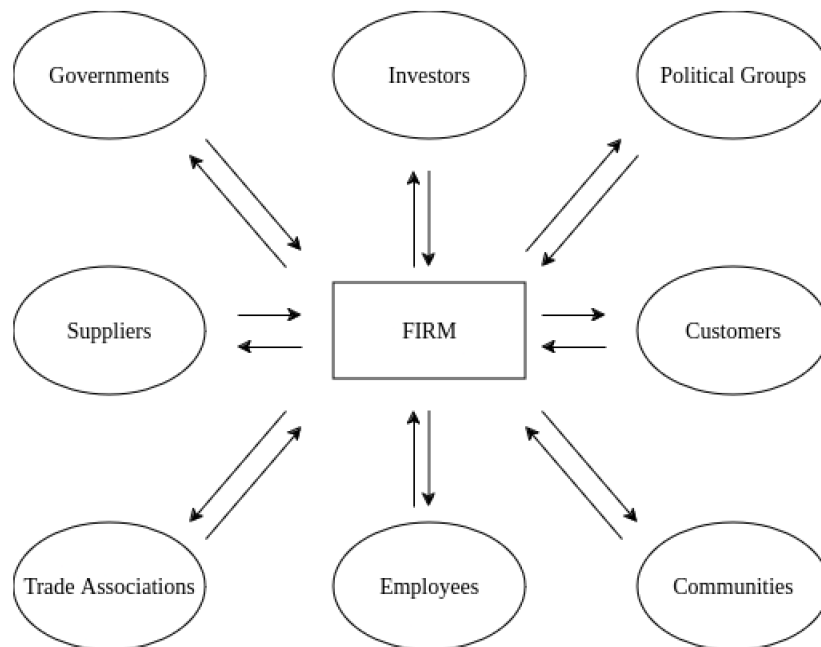 Governments
Investors
Political Groups
Suppliers
FIRM
Customers
Trade Associations
Employees
Communities